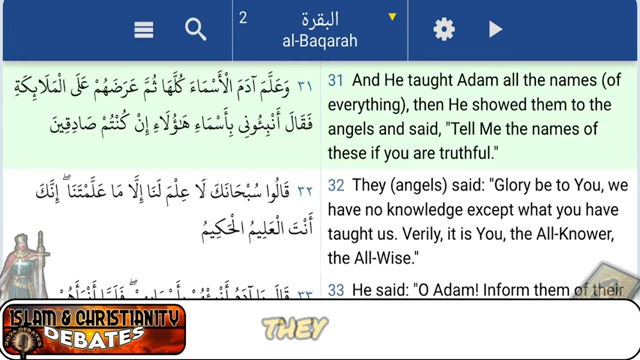 2
البقرة
al-Baqarah
٣١ وَعَلَّمَ آدَمَ الْأَسْمَاءَ كُلَّهَا ثُمَّ عَرَضَهُمْ عَلَى الْمَلَائِكَةِ
فَقَالَ أَنْبِئُونِي بِأَسْمَاءِ هَٰؤُلَاءِ إِنْ كُنْتُمْ صَادِقِينَ
31 And He taught Adam all the names (of
everything), then He showed them to the
angels and said, "Tell Me the names of
these if you are truthful."
٣٢ قَالُوا سُبْحَانَكَ لَا عِلْمَ لَنَا إِلَّا مَا عَلَّمْتَنَا ۖ إِنَّكَ
أَنْتَ الْعَلِيمُ الْحَكِيمُ
32 They (angels) said: "Glory be to You, we
have no knowledge except what you have
taught us. Verily, it is You, the All-Knower,
the All-Wise."
٣٣ قَالَ يَا آدَمُ أَنْبِئْهُمْ بِأَسْمَائِهِمْ ۖ فَلَمَّا أَنْبَأَهُمْ
33 He said: "O Adam! Inform them of their
ISLAM & CHRISTIANITY
DEBATES
THEY